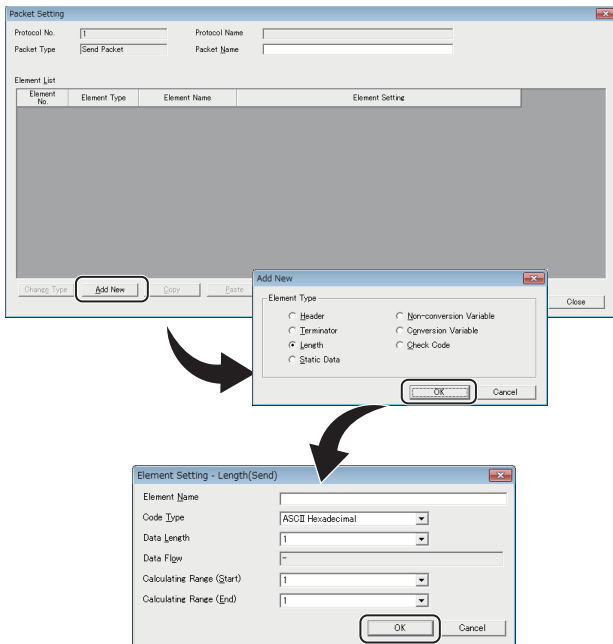 Packet Setting
Protocol No. 1 Protocol Name
Packet Type Send Packet Packet Name
Element List
Element No. Element Type Element Name Element Setting
Change Type Add New Copy Paste
Close
Add New
Element Type
Header Non-conversion Variable
Terminator Conversion Variable
Length Check Code
Static Data
OK Cancel
Element Setting - Length(Send)
Element Name
Code Type ASCII Hexadecimal
Data Length 1
Data Flow -
Calculating Range (Start) 1
Calculating Range (End) 1
OK Cancel